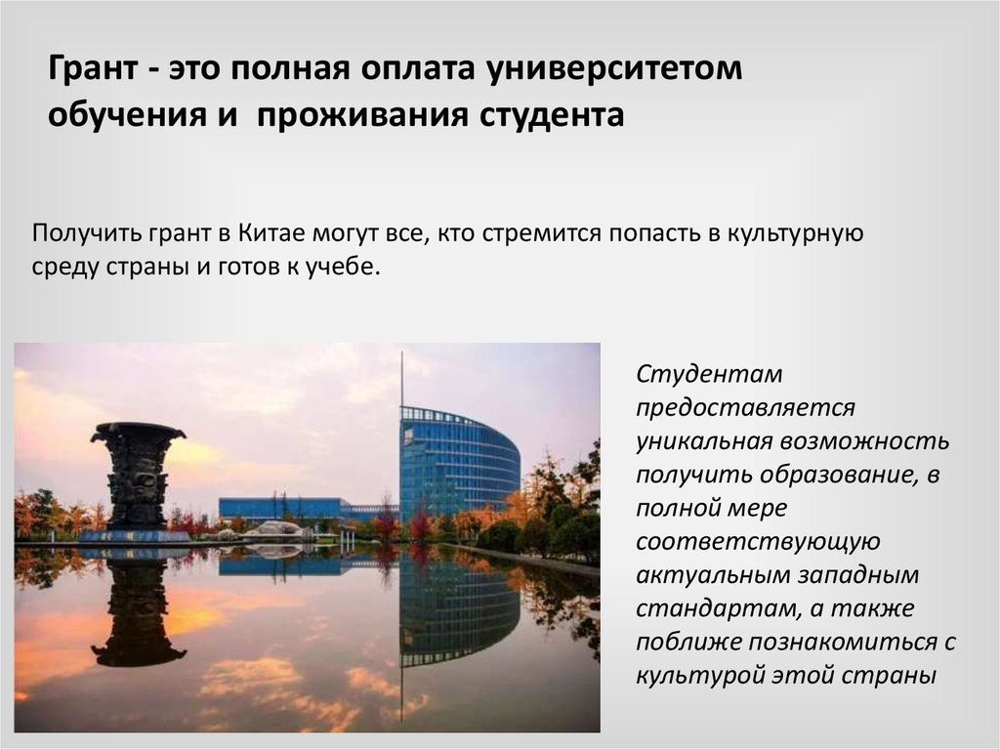 Грант - это полная оплата университетом
обучения и  проживания студента
Получить грант в Китае могут все, кто стремится попасть в культурную
среду страны и готов к учебе.
Студентам
предоставляется
уникальная возможность
получить образование, в
полной мере
соответствующую
актуальным западным
стандартам, а также
поближе познакомиться с
культурой этой страны